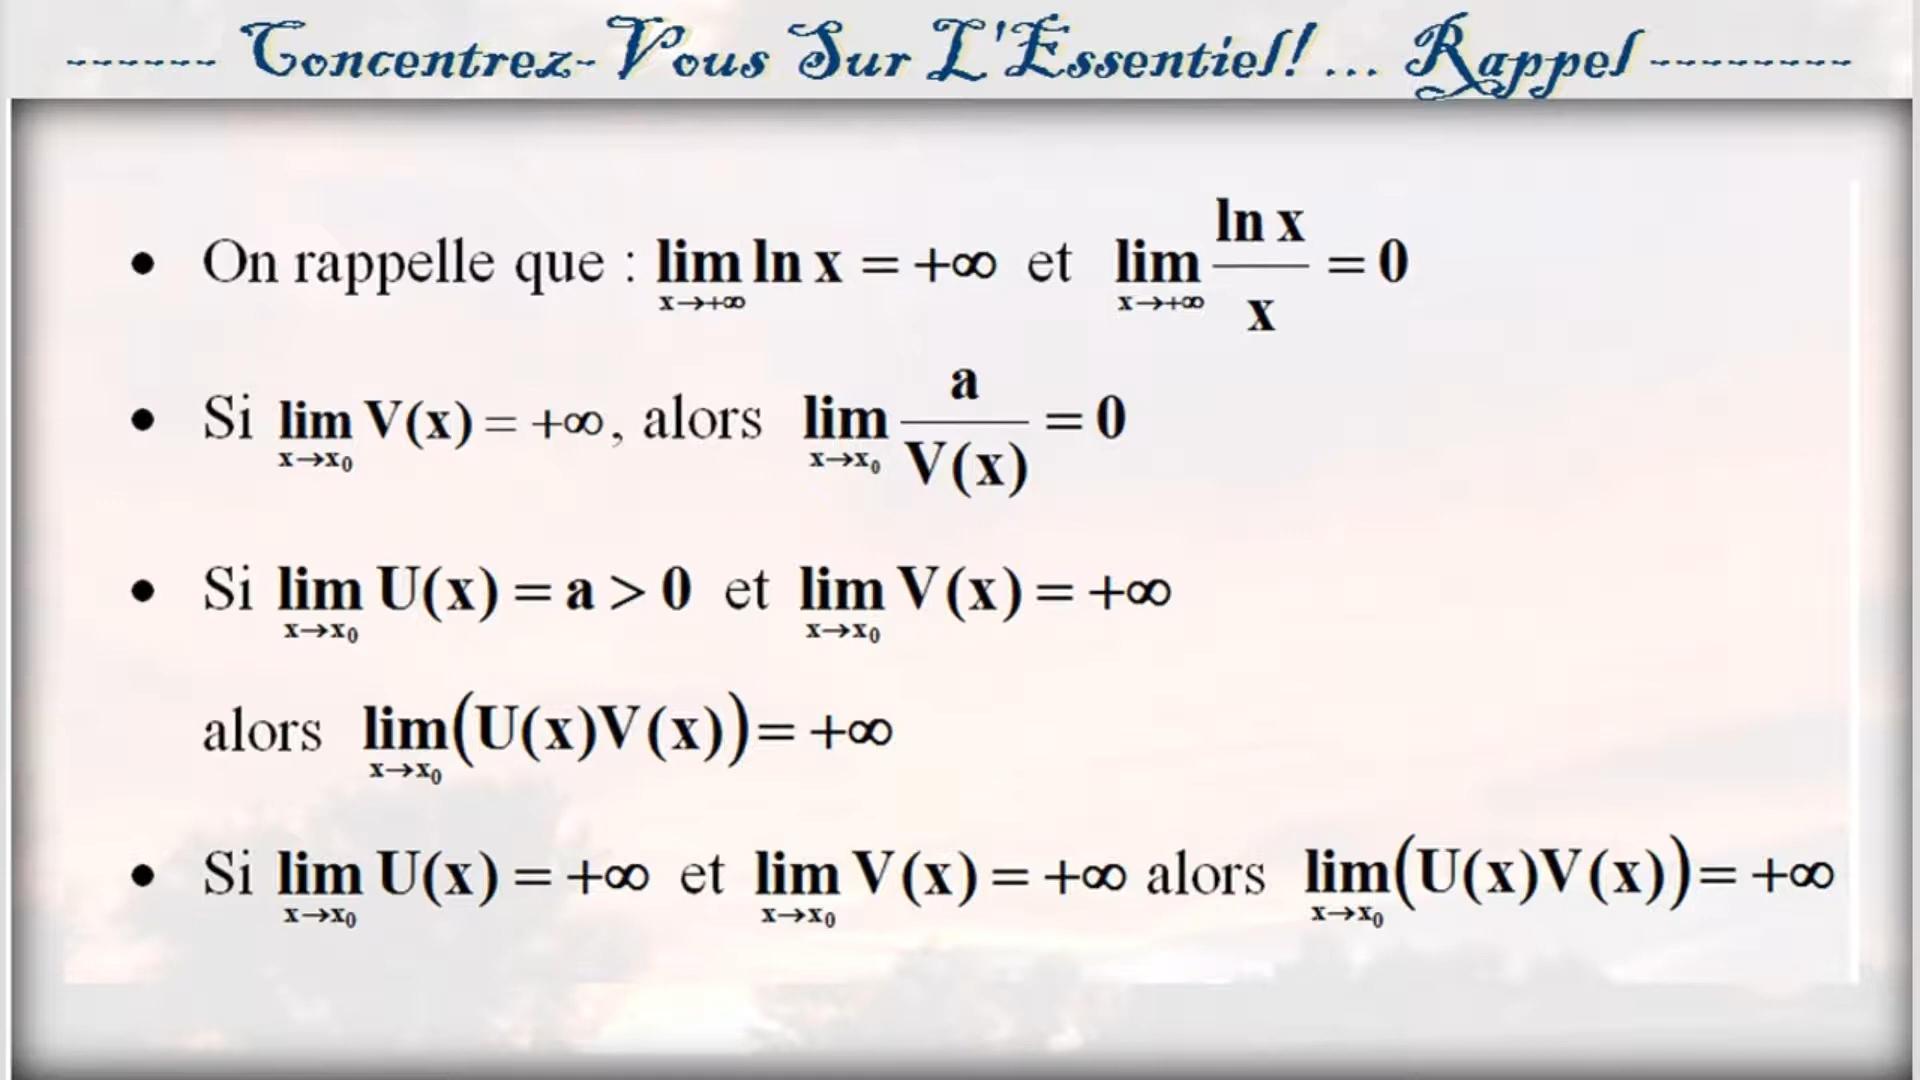 ------ Concentrez-Vous Sur L'Essentiel! ... Rappel --------
• On rappelle que : lim_{x→+∞} ln x = +∞ et lim_{x→+∞} (ln x)/x = 0
• Si lim_{x→x₀} V(x) = +∞, alors lim_{x→x₀} a/V(x) = 0
• Si lim_{x→x₀} U(x) = a > 0 et lim_{x→x₀} V(x) = +∞
alors lim_{x→x₀} (U(x)V(x)) = +∞
• Si lim_{x→x₀} U(x) = +∞ et lim_{x→x₀} V(x) = +∞ alors lim_{x→x₀} (U(x)V(x)) = +∞